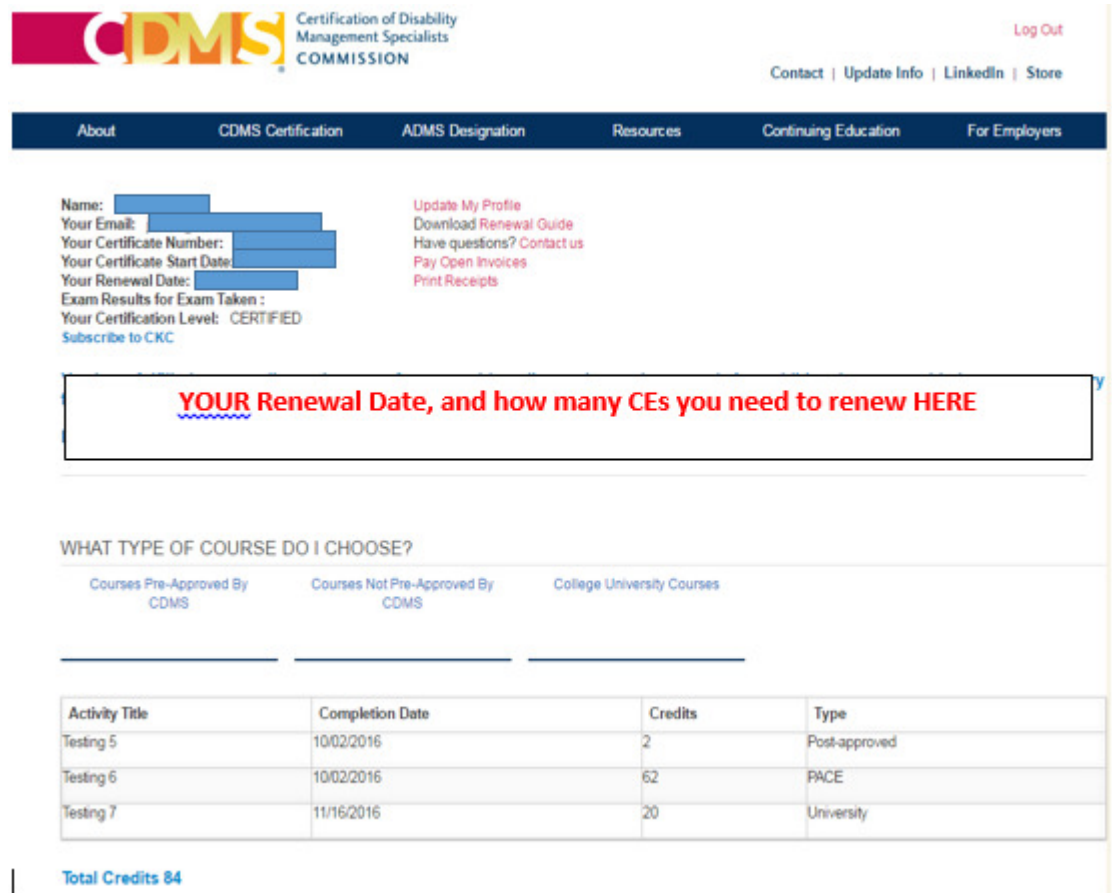 CDMS
Certification of Disability
Management Specialists
COMMISSION
Log Out
Contact | Update Info | LinkedIn | Store
About CDMS Certification ADMS Designation Resources Continuing Education For Employers
Name: Update My Profile
Your Email: Download Renewal Guide
Your Certificate Number: Have questions? Contact us
Your Certificate Start Date: Pay Open Invoices
Your Renewal Date: Print Receipts
Exam Results for Exam Taken :
Your Certification Level: CERTIFIED
Subscribe to CKC
YOUR Renewal Date, and how many CEs you need to renew HERE
WHAT TYPE OF COURSE DO I CHOOSE?
Courses Pre-Approved By Courses Not Pre-Approved By College University Courses
CDMS CDMS
Activity Title Completion Date Credits Type
Testing 5 10/02/2016 2 Post-approved
Testing 6 10/02/2016 62 PACE
Testing 7 11/16/2016 20 University
Total Credits 84